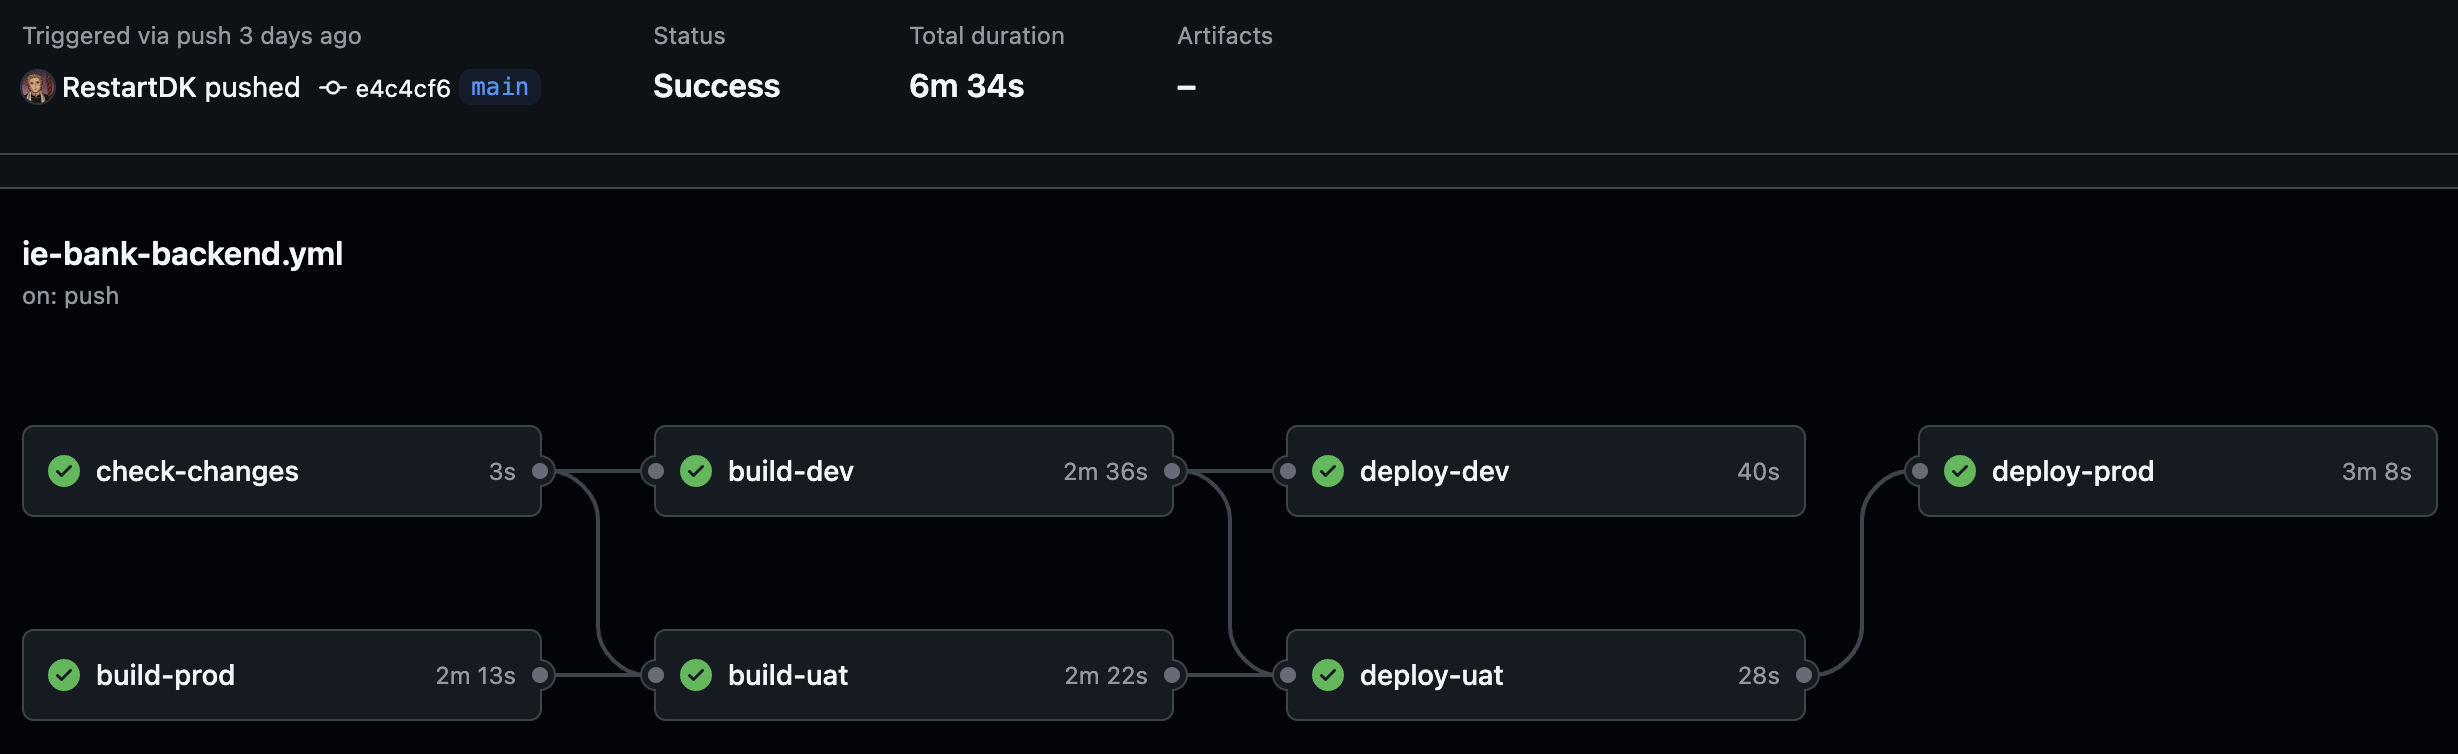 Triggered via push 3 days ago
RestartDK pushed e4c4cf6 main
Status
Success
Total duration
6m 34s
Artifacts
–
ie-bank-backend.yml
on: push
check-changes 3s
build-dev 2m 36s
deploy-dev 40s
deploy-prod 3m 8s
build-prod 2m 13s
build-uat 2m 22s
deploy-uat 28s